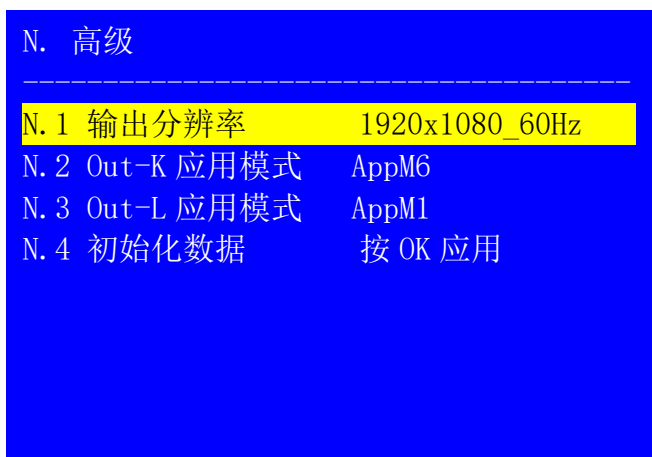 N. 高级
--------------------------------------
N.1 输出分辨率 1920x1080_60Hz
N.2 Out-K 应用模式 AppM6
N.3 Out-L 应用模式 AppM1
N.4 初始化数据 按 OK 应用